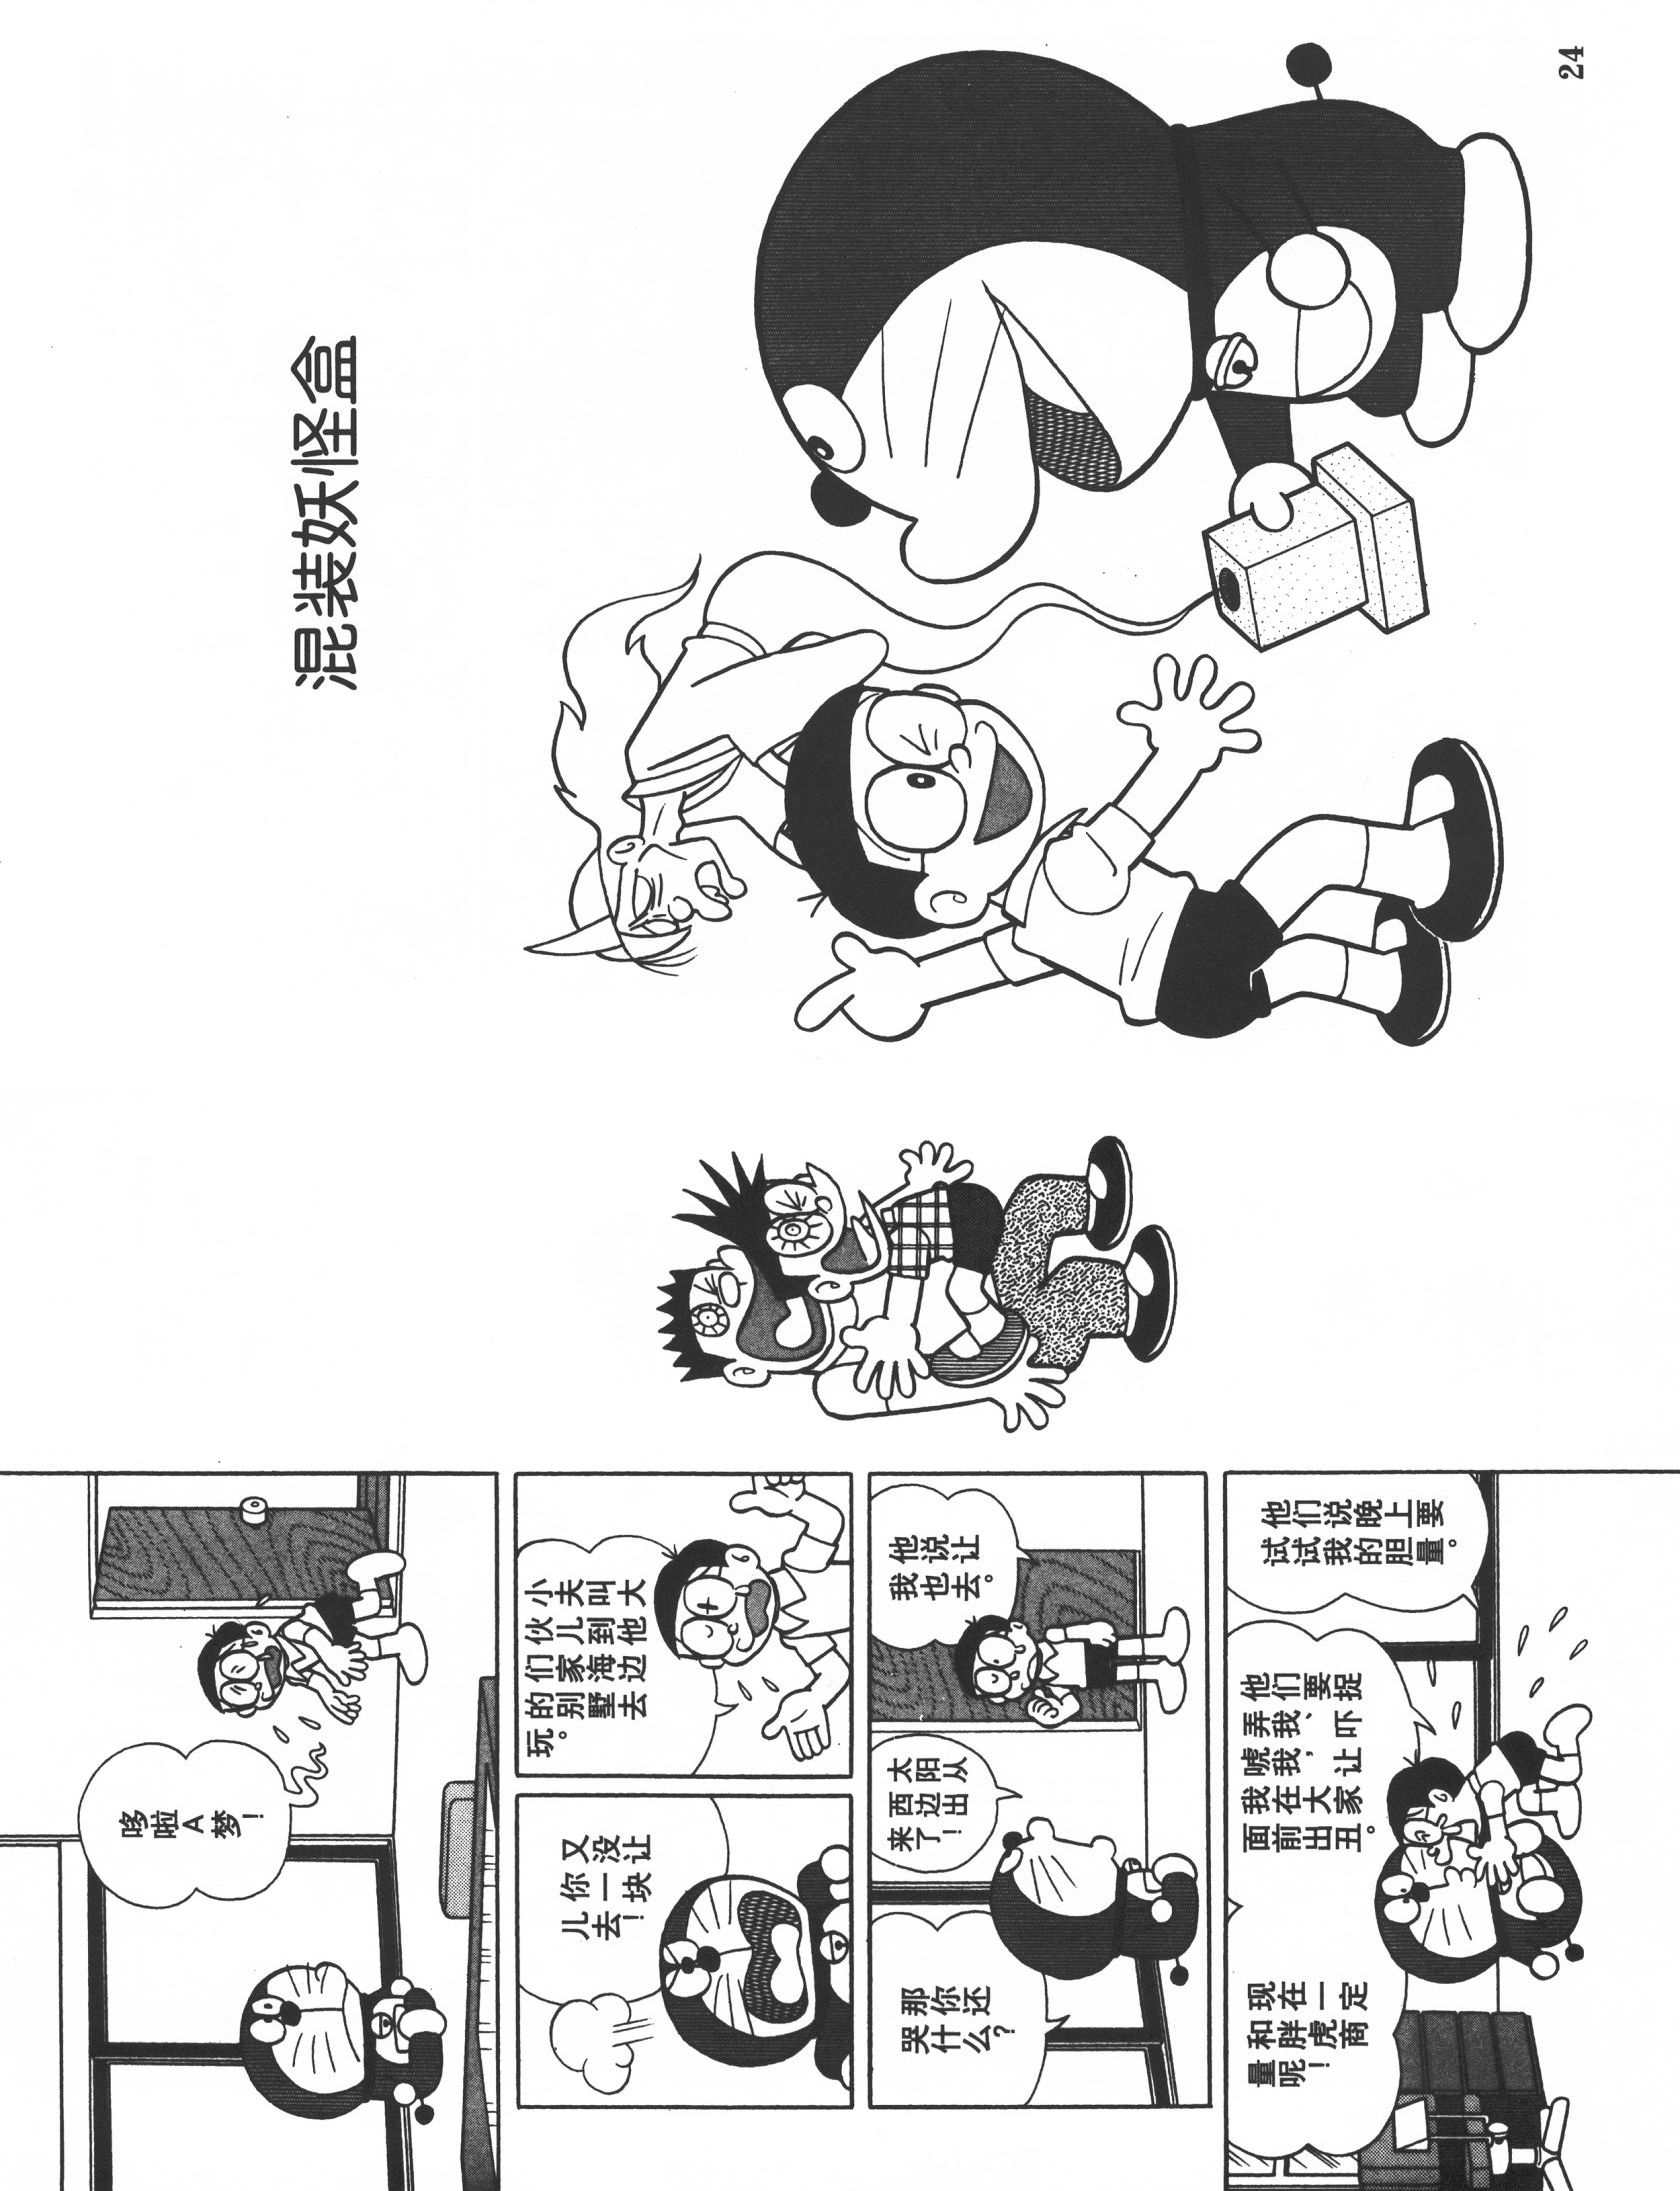 混装妖怪盒
24
哆啦A梦！
小夫叫大
伙儿到他
们家海边
的别墅去
玩。
又没让
你一块
儿去！
他说让
我也去。
太阳从
西边出
来了！
那你还
哭什么？
他们说晚上要
试试我的胆量。
他们要捉
弄我、吓
唬我，让
我在大家
面前出丑。
现在一定
和胖虎商
量呢！